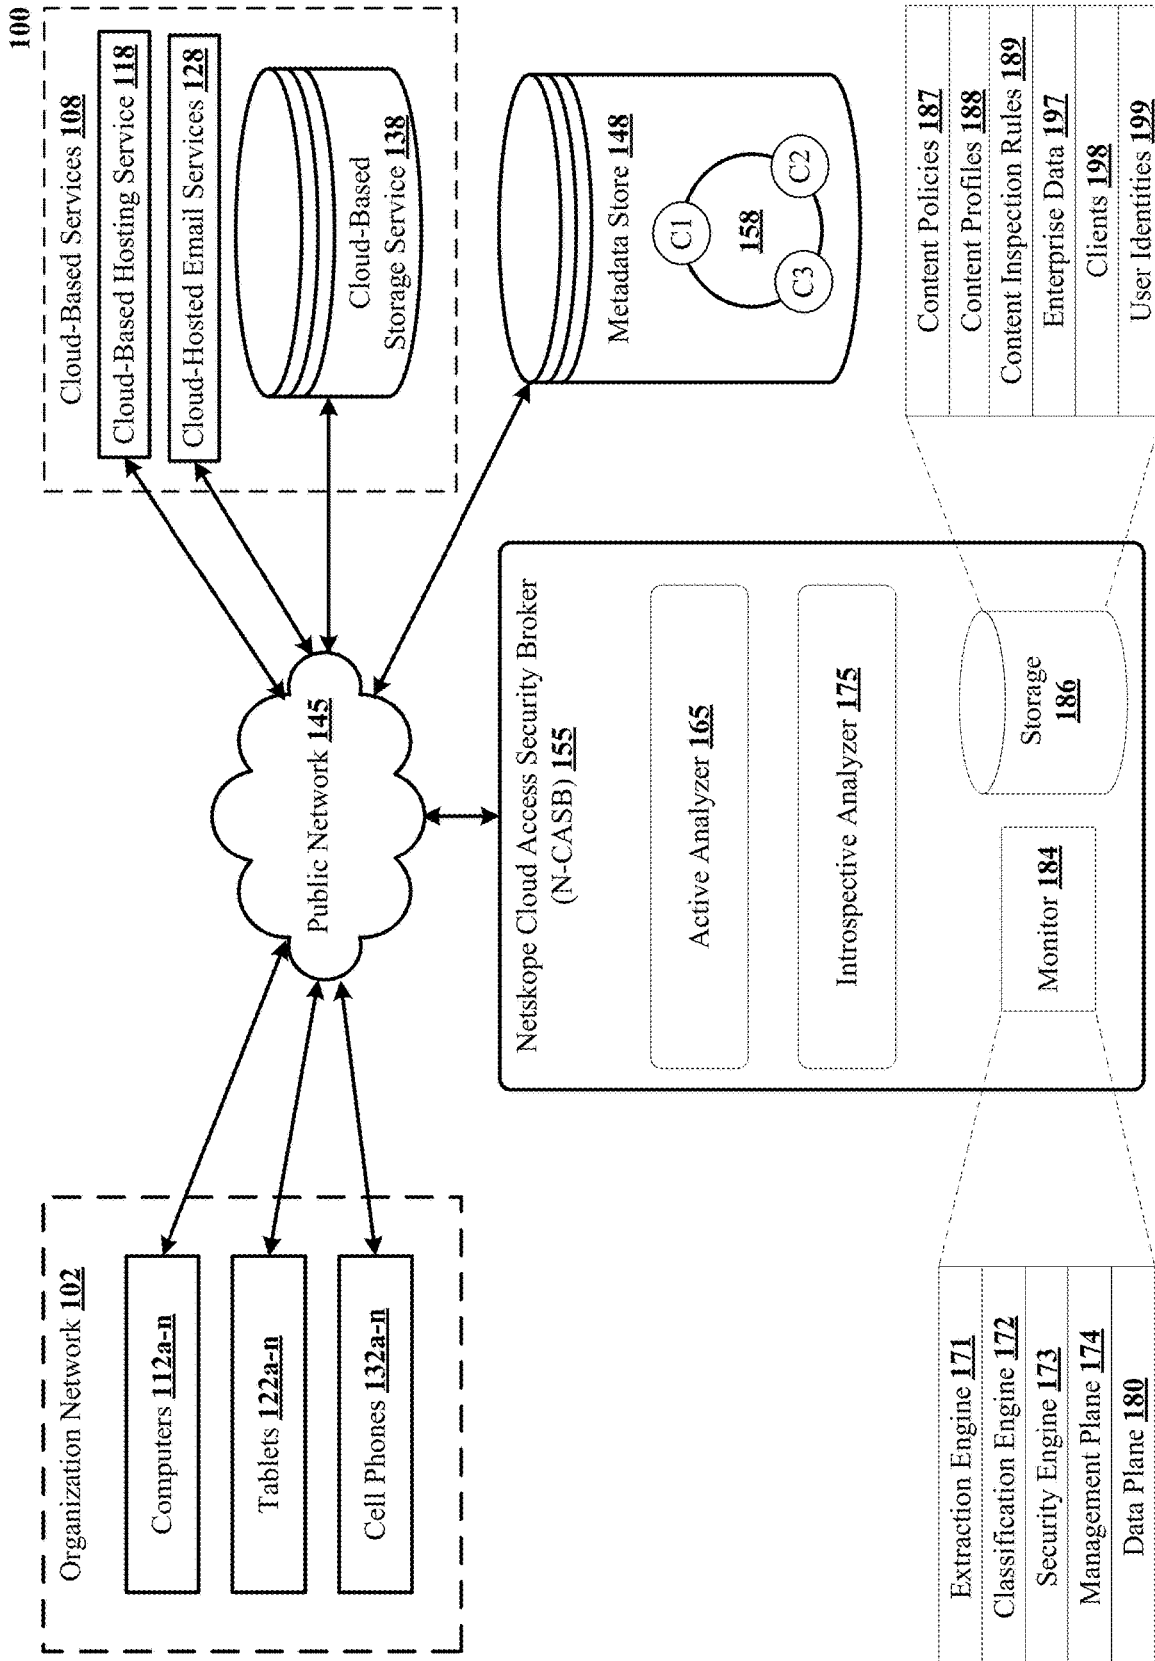 100
Organization Network 102
Computers 112a-n
Tablets 122a-n
Cell Phones 132a-n
Public Network 145
Cloud-Based Services 108
Cloud-Based Hosting Service 118
Cloud-Hosted Email Services 128
Cloud-Based
Storage Service 138
Metadata Store 148
C1
158
C3
C2
Netskope Cloud Access Security Broker
(N-CASB) 155
Active Analyzer 165
Introspective Analyzer 175
Monitor 184
Storage
186
Extraction Engine 171
Classification Engine 172
Security Engine 173
Management Plane 174
Data Plane 180
Content Policies 187
Content Profiles 188
Content Inspection Rules 189
Enterprise Data 197
Clients 198
User Identities 199